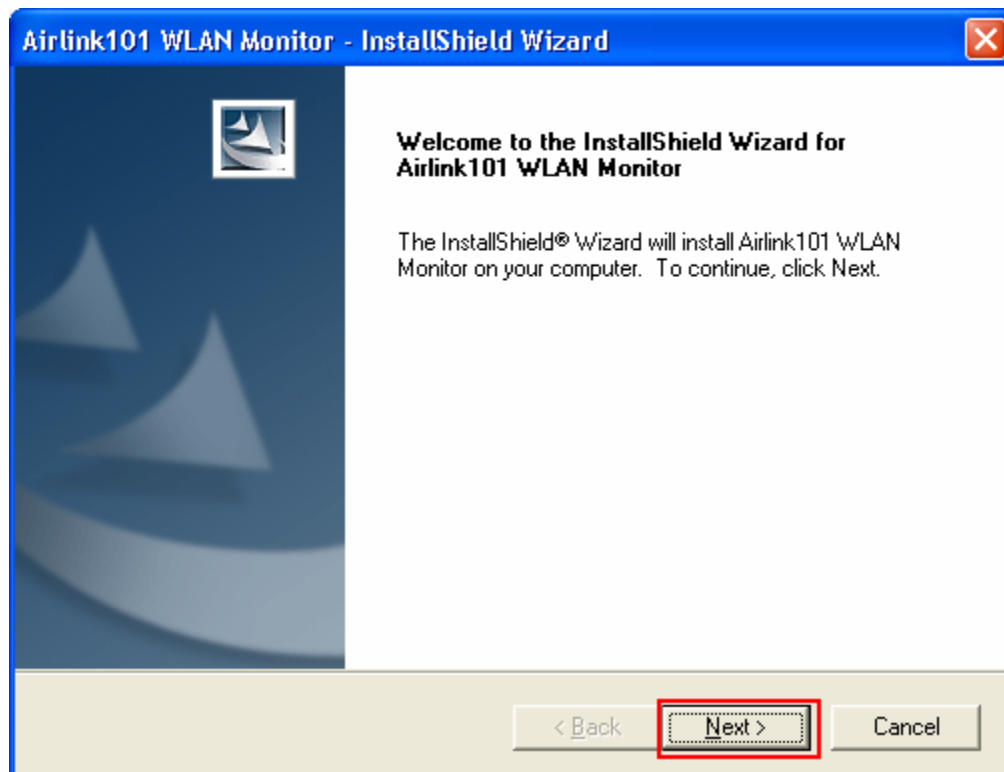 Airlink101 WLAN Monitor - InstallShield Wizard
Welcome to the InstallShield Wizard for
Airlink101 WLAN Monitor
The InstallShield® Wizard will install Airlink101 WLAN
Monitor on your computer.  To continue, click Next.
< Back
Next >
Cancel